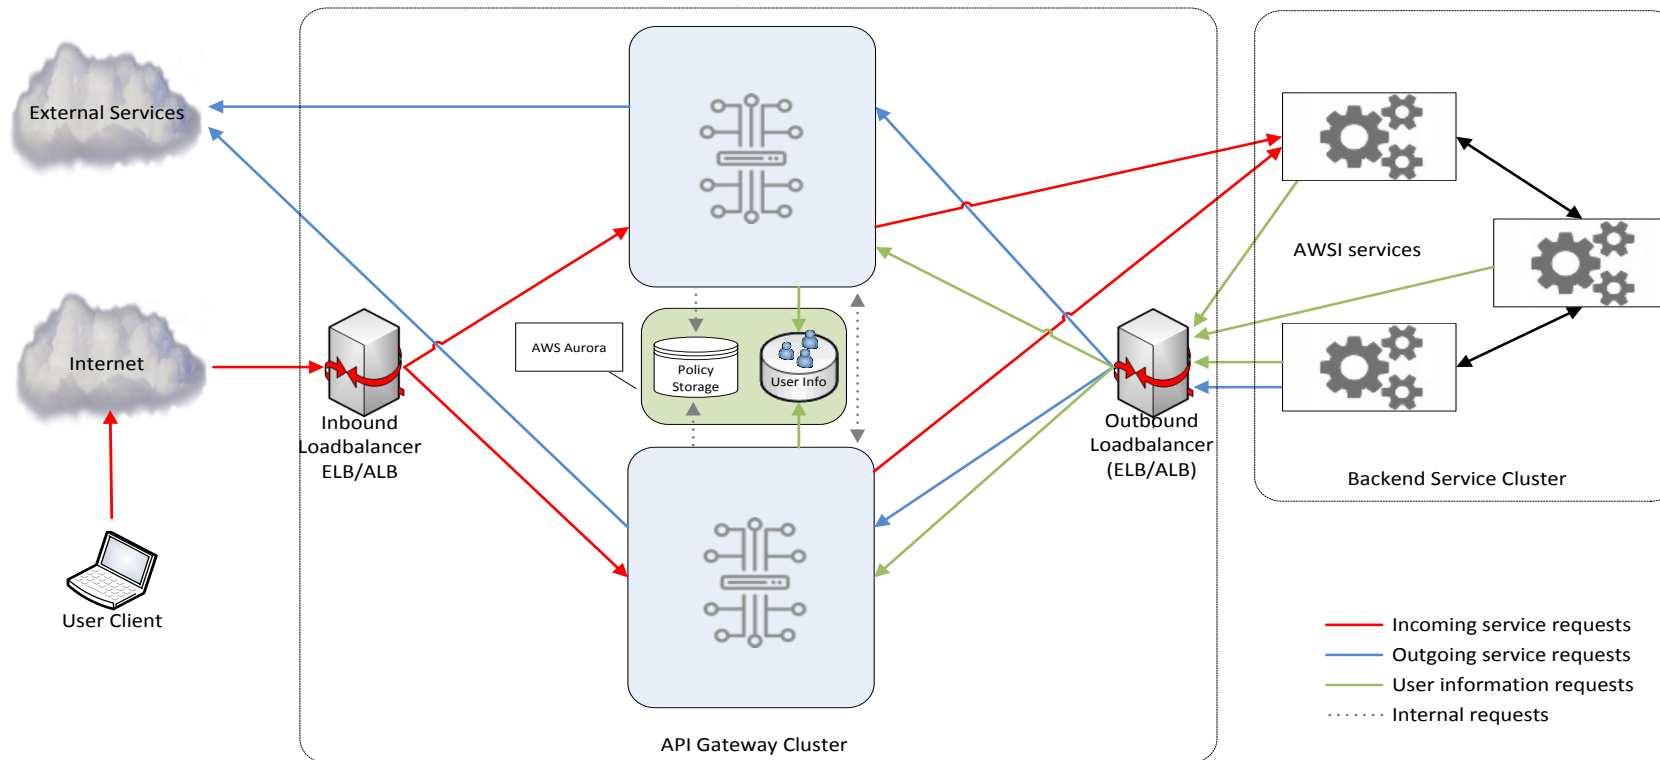 External Services
Internet
User Client
Inbound
Loadbalancer
ELB/ALB
AWS Aurora
Policy
Storage
User Info
Outbound
Loadbalancer
(ELB/ALB)
API Gateway Cluster
AWSI services
Backend Service Cluster
Incoming service requests
Outgoing service requests
User information requests
Internal requests